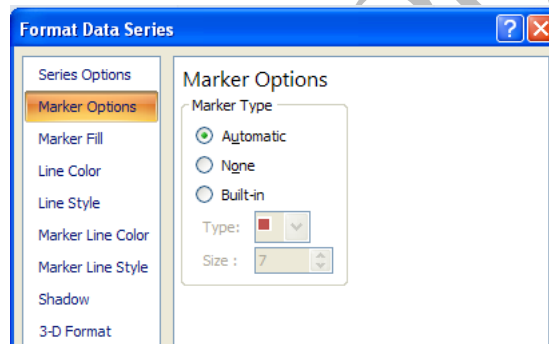 Format Data Series
Series Options
Marker Options
Marker Fill
Line Color
Line Style
Marker Line Color
Marker Line Style
Shadow
3-D Format
Marker Options
Marker Type
Automatic
None
Built-in
Type:
Size : 7